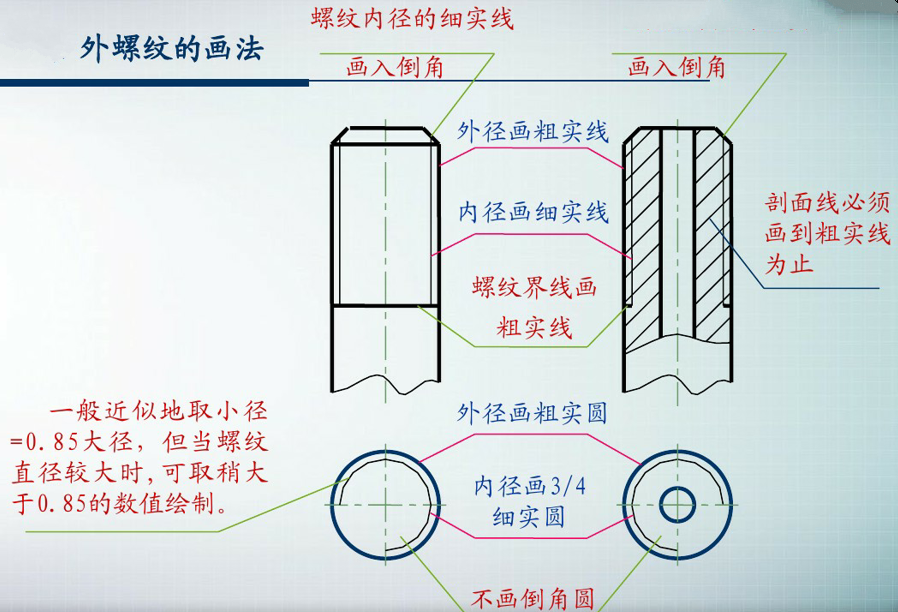 螺纹内径的细实线
外螺纹的画法
画入倒角
画入倒角
外径画粗实线
内径画细实线
剖面线必须
画到粗实线
为止
螺纹界线画
粗实线
一般近似地取小径
=0.85大径，但当螺纹
直径较大时,可取稍大
于0.85的数值绘制。
外径画粗实圆
内径画3/4
细实圆
不画倒角圆